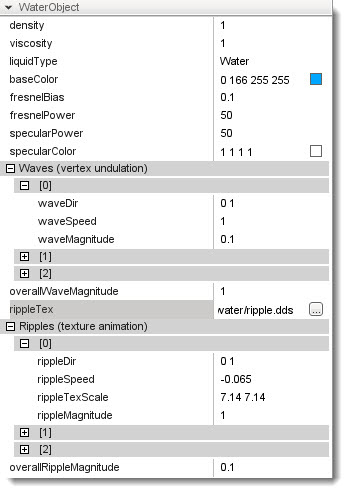 WaterObject
density 1
viscosity 1
liquidType Water
baseColor 0 166 255 255
fresnelBias 0.1
fresnelPower 50
specularPower 50
specularColor 1 1 1 1
Waves (vertex undulation)
[0]
waveDir 0 1
waveSpeed 1
waveMagnitude 0.1
[1]
[2]
overallWaveMagnitude 1
rippleTex water/ripple.dds ...
Ripples (texture animation)
[0]
rippleDir 0 1
rippleSpeed -0.065
rippleTexScale 7.14 7.14
rippleMagnitude 1
[1]
[2]
overallRippleMagnitude 0.1